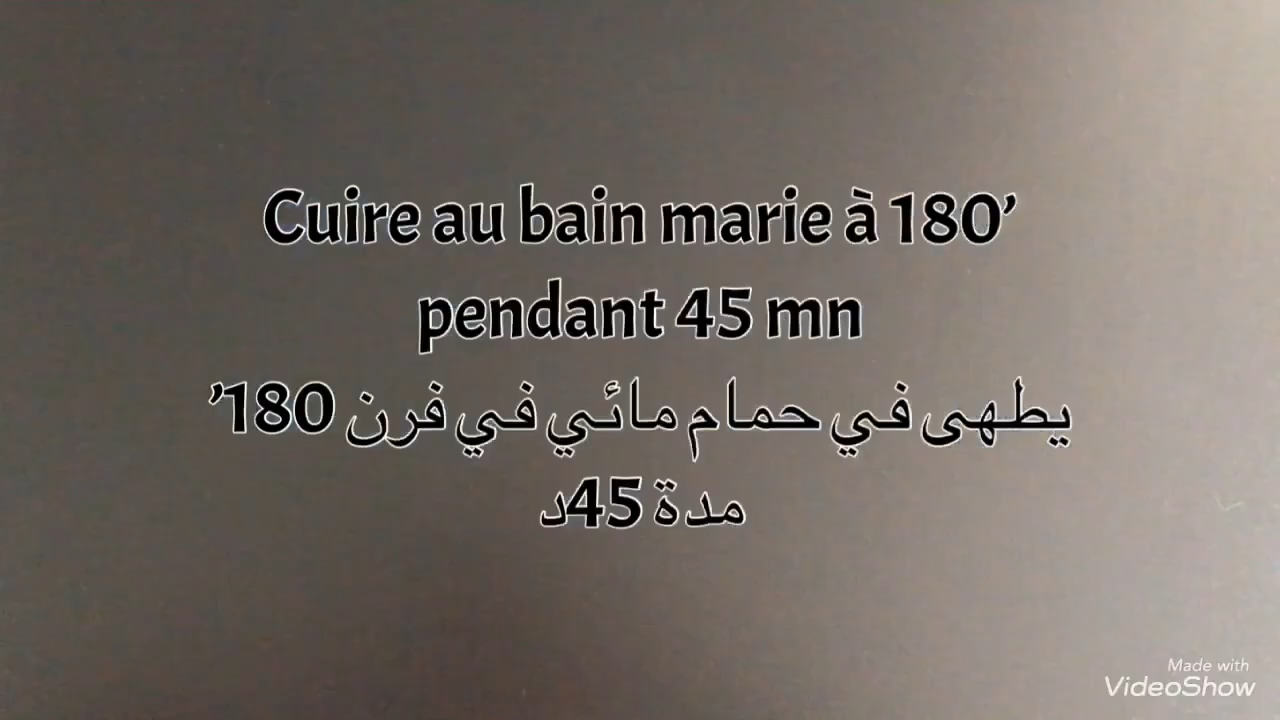 Cuire au bain marie à 180’
pendant 45 mn
يطهى في حمام مائي في فرن 180’
مدة 45د
Made with
VideoShow